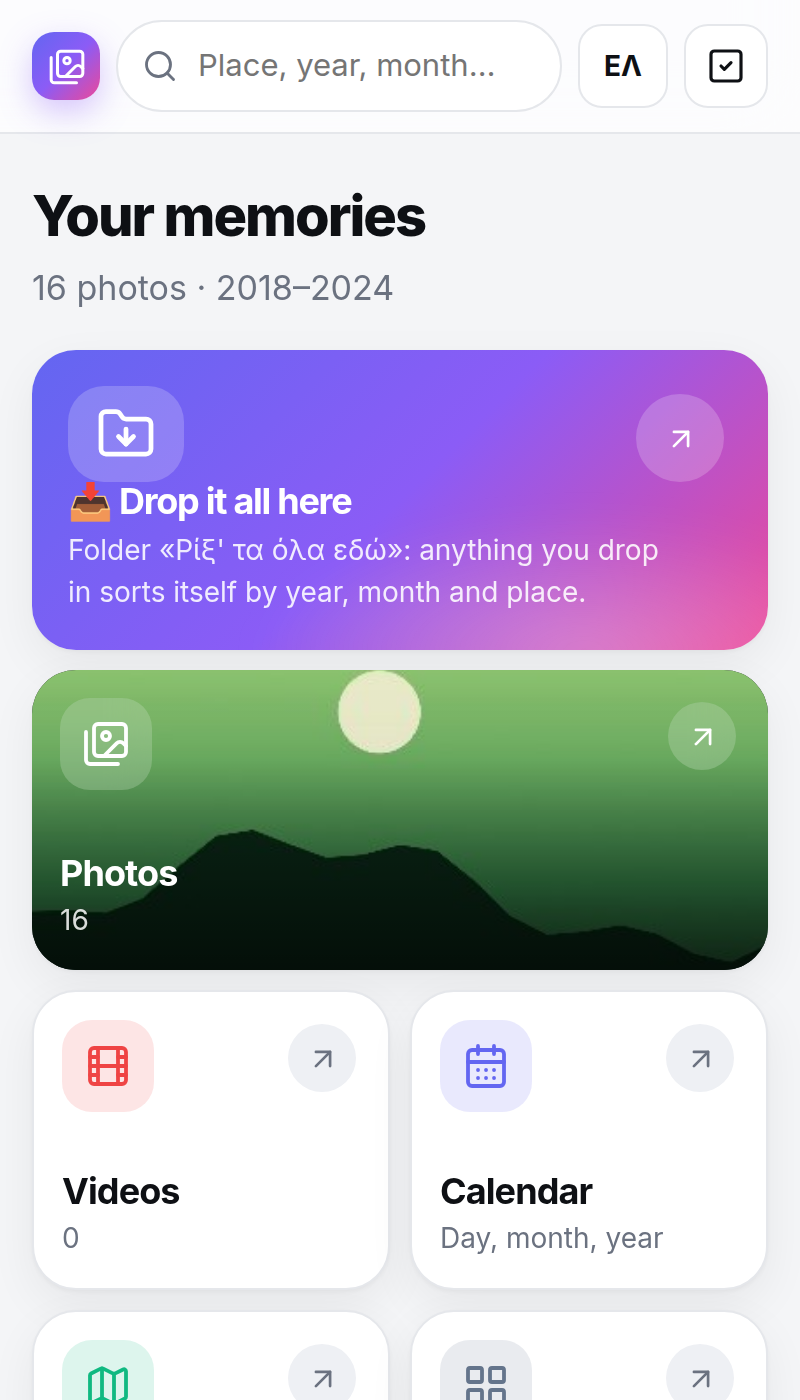 Place, year, month...
ΕΛ
Your memories
16 photos · 2018–2024
📥 Drop it all here
Folder «Ρίξ' τα όλα εδώ»: anything you drop
in sorts itself by year, month and place.
Photos
16
Videos
0
Calendar
Day, month, year